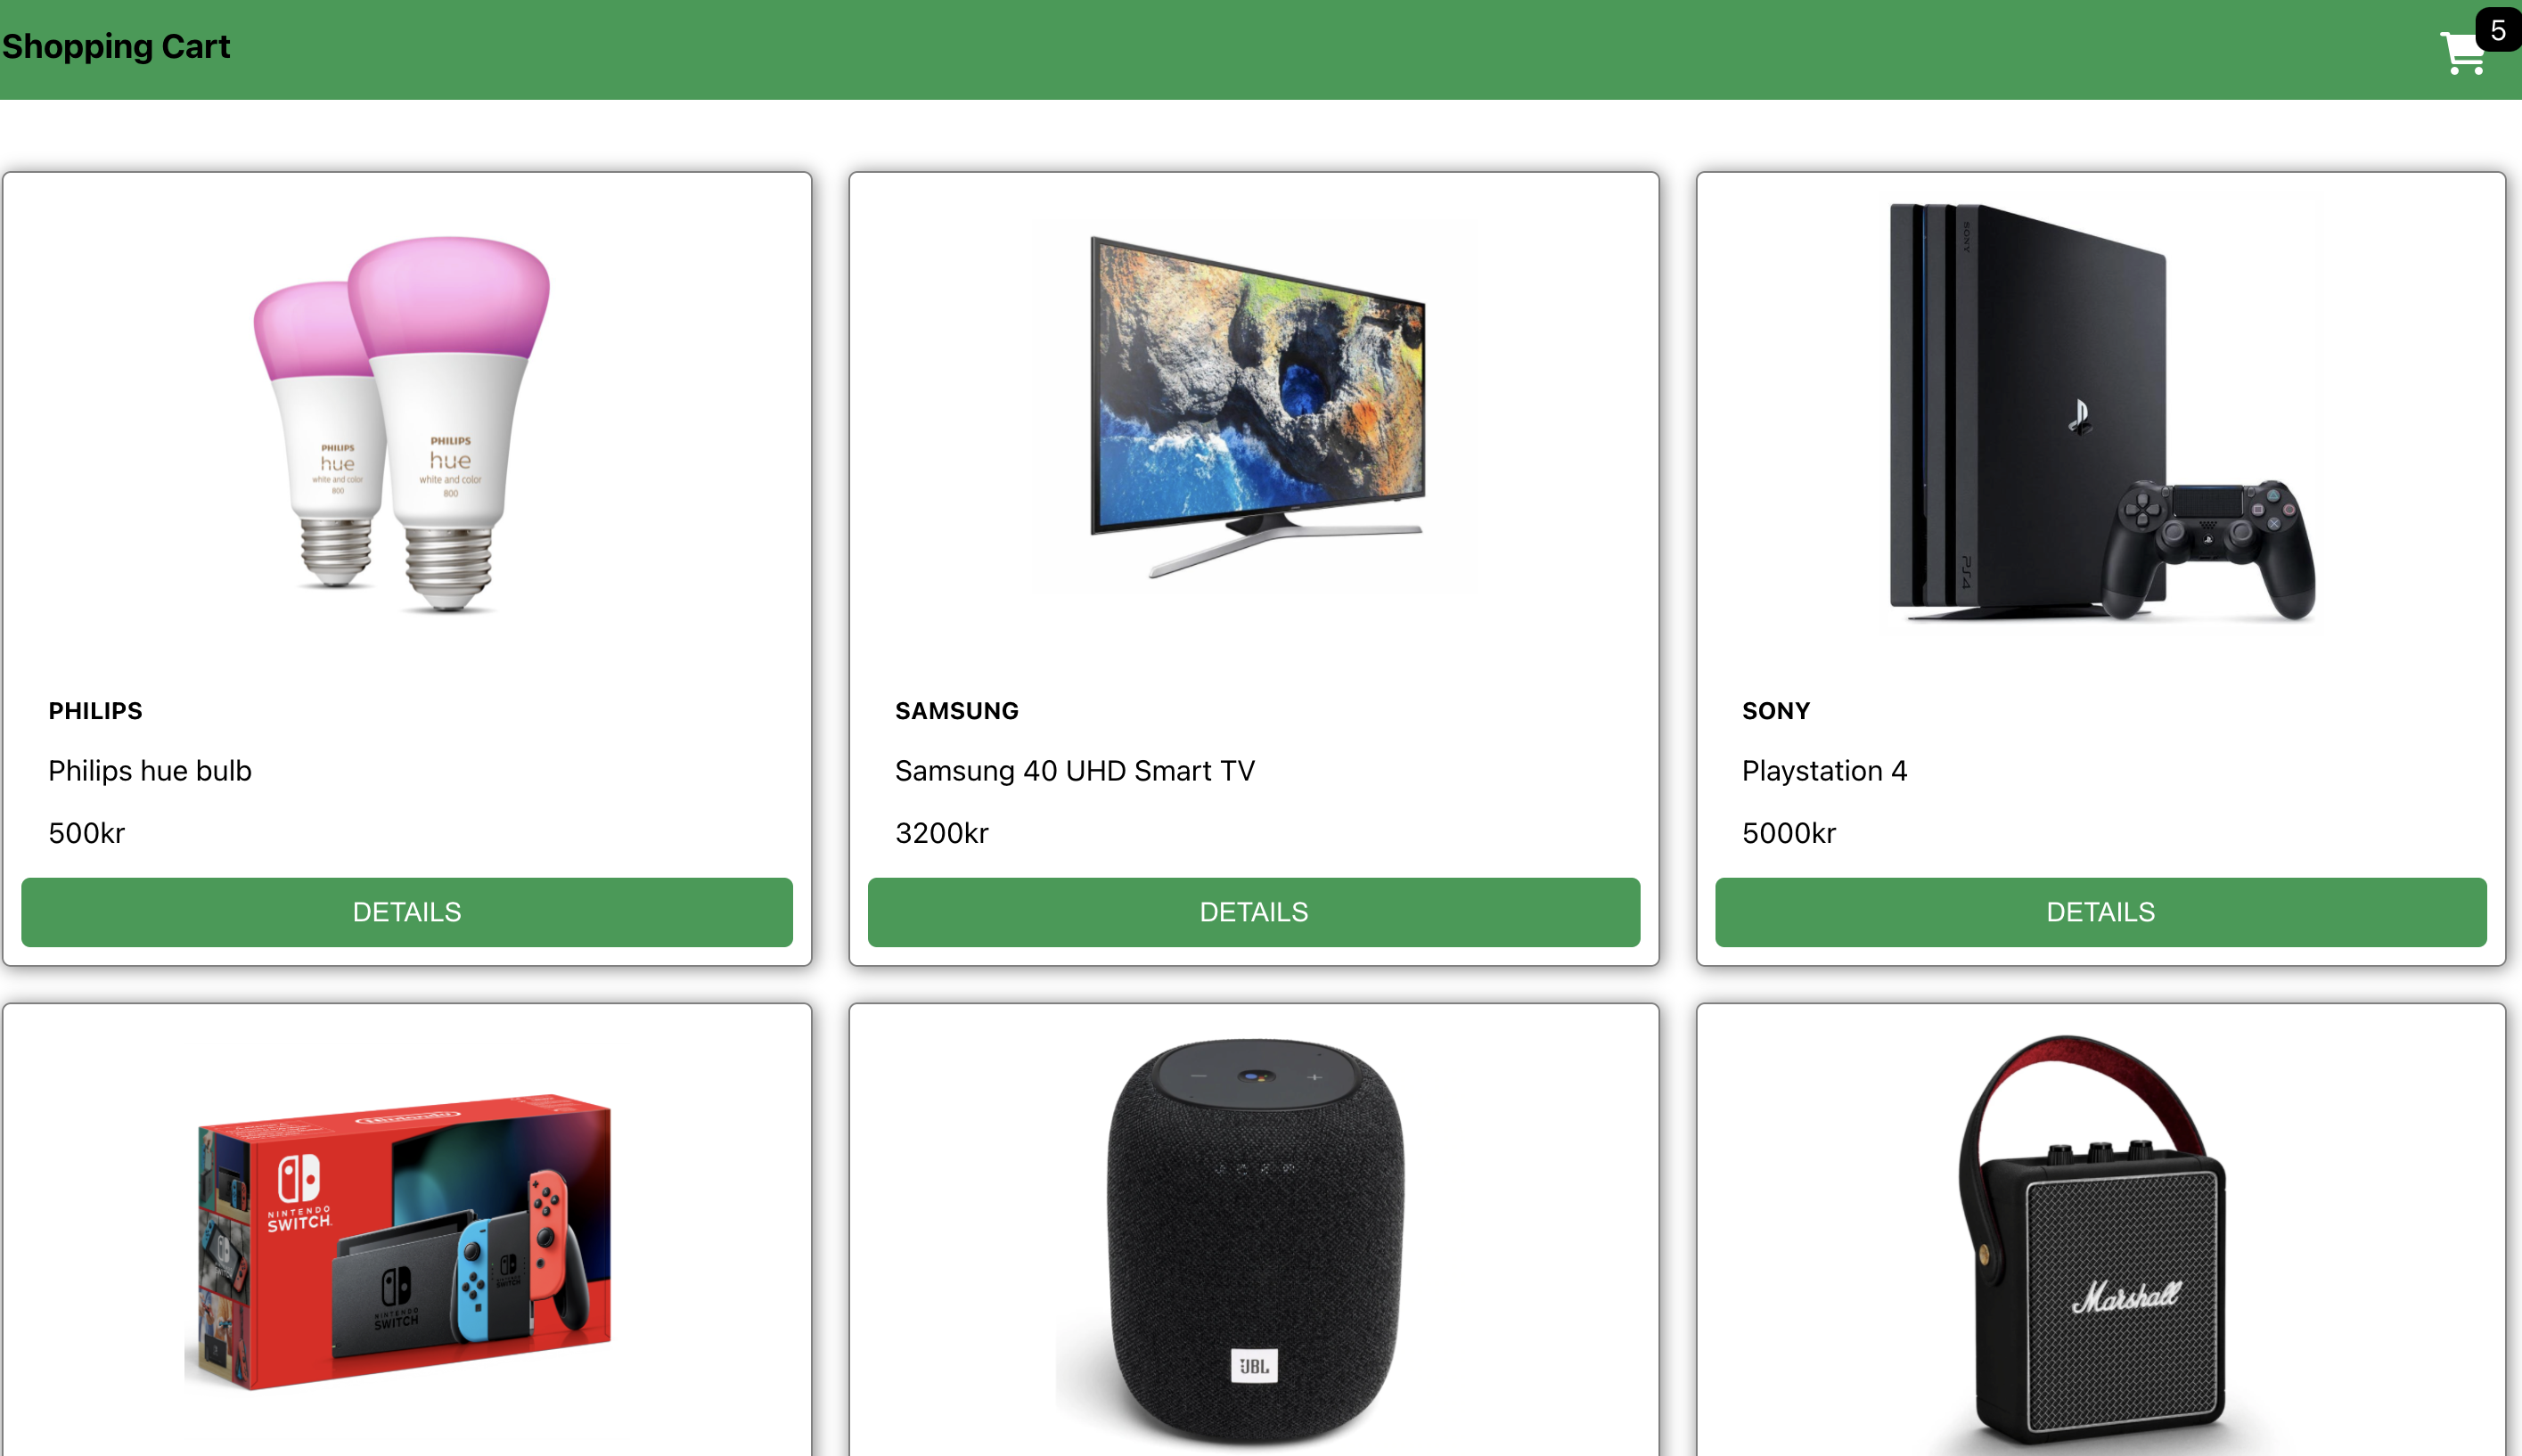 Shopping Cart
5
PHILIPS
hue
white and color
800
PHILIPS
hue
white and color
800
SONY
PS4
PHILIPS
Philips hue bulb
500kr
DETAILS
SAMSUNG
Samsung 40 UHD Smart TV
3200kr
DETAILS
SONY
Playstation 4
5000kr
DETAILS
Nintendo
NINTENDO
SWITCH
NINTENDO
SWITCH
SWITCH
JBL
Marshall